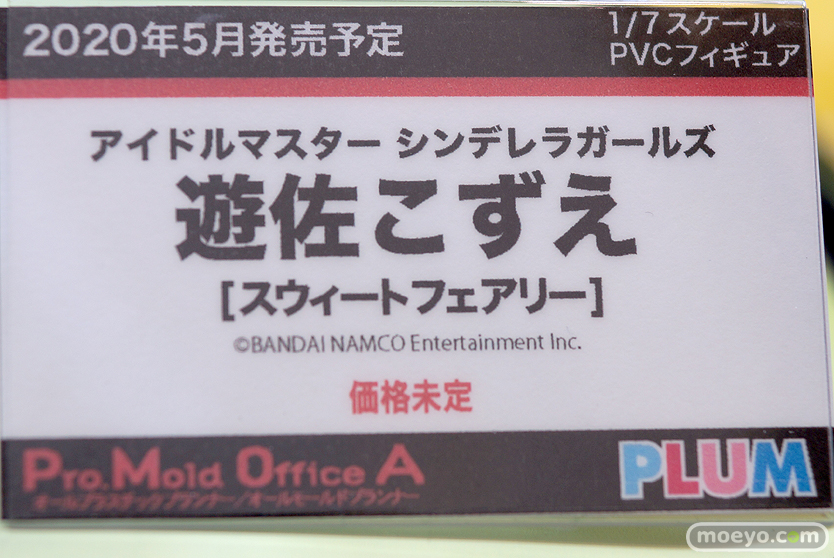 2020年5月発売予定
1/7スケール
PVCフィギュア
アイドルマスター シンデレラガールズ
遊佐こずえ
[スウィートフェアリー]
©BANDAI NAMCO Entertainment Inc.
価格未定
Pro.Mold Office A
オールプラスチックプランナー/オールモールドプランナー
PLUM
moeyo.com